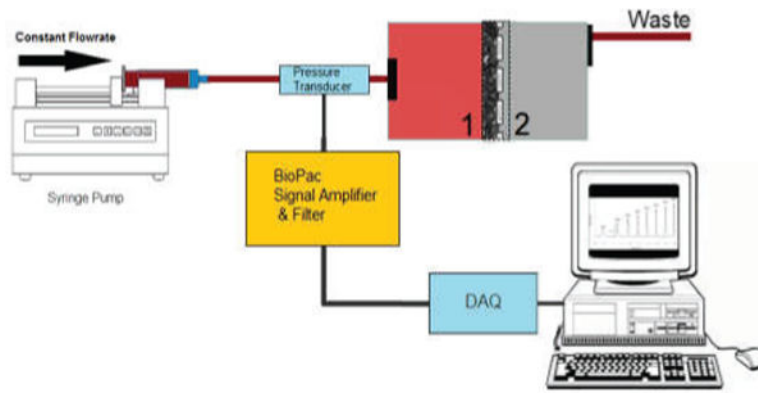 Waste
Constant Flowrate
Pressure
Transducer
1
2
Syringe Pump
BioPac
Signal Amplifier
& Filter
DAQ